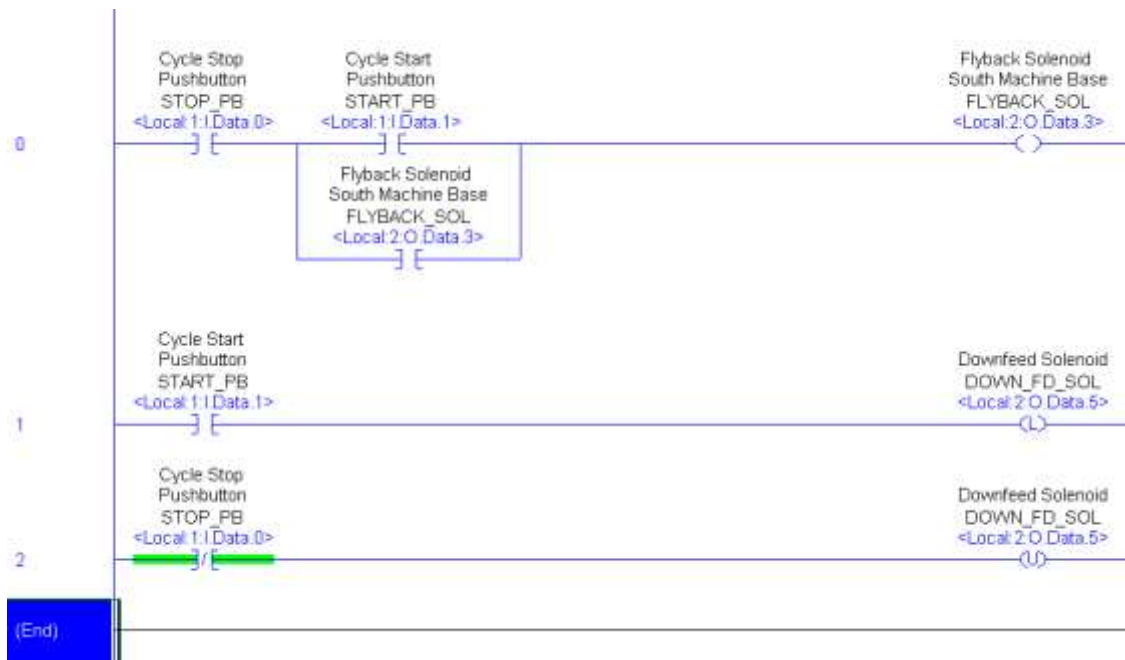 Cycle Stop
Pushbutton
STOP_PB
<Local:1:I.Data.0>
Cycle Start
Pushbutton
START_PB
<Local:1:I.Data.1>
Flyback Solenoid
South Machine Base
FLYBACK_SOL
<Local:2:O.Data.3>
0
Flyback Solenoid
South Machine Base
FLYBACK_SOL
<Local:2:O.Data.3>
Cycle Start
Pushbutton
START_PB
<Local:1:I.Data.1>
Downfeed Solenoid
DOWN_FD_SOL
<Local:2:O.Data.5>
1
L
Cycle Stop
Pushbutton
STOP_PB
<Local:1:I.Data.0>
Downfeed Solenoid
DOWN_FD_SOL
<Local:2:O.Data.5>
2
/
U
(End)